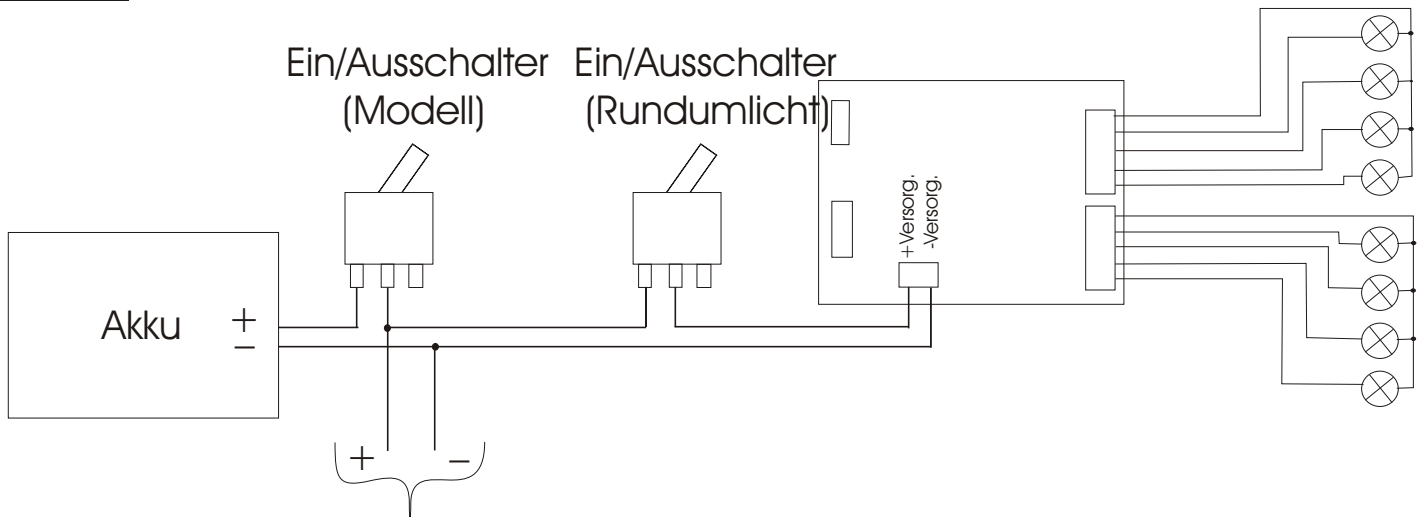 Ein/Ausschalter
(Modell)
Ein/Ausschalter
(Rundumlicht)
+Versorg.
-Versorg.
Akku
+
−
+
−